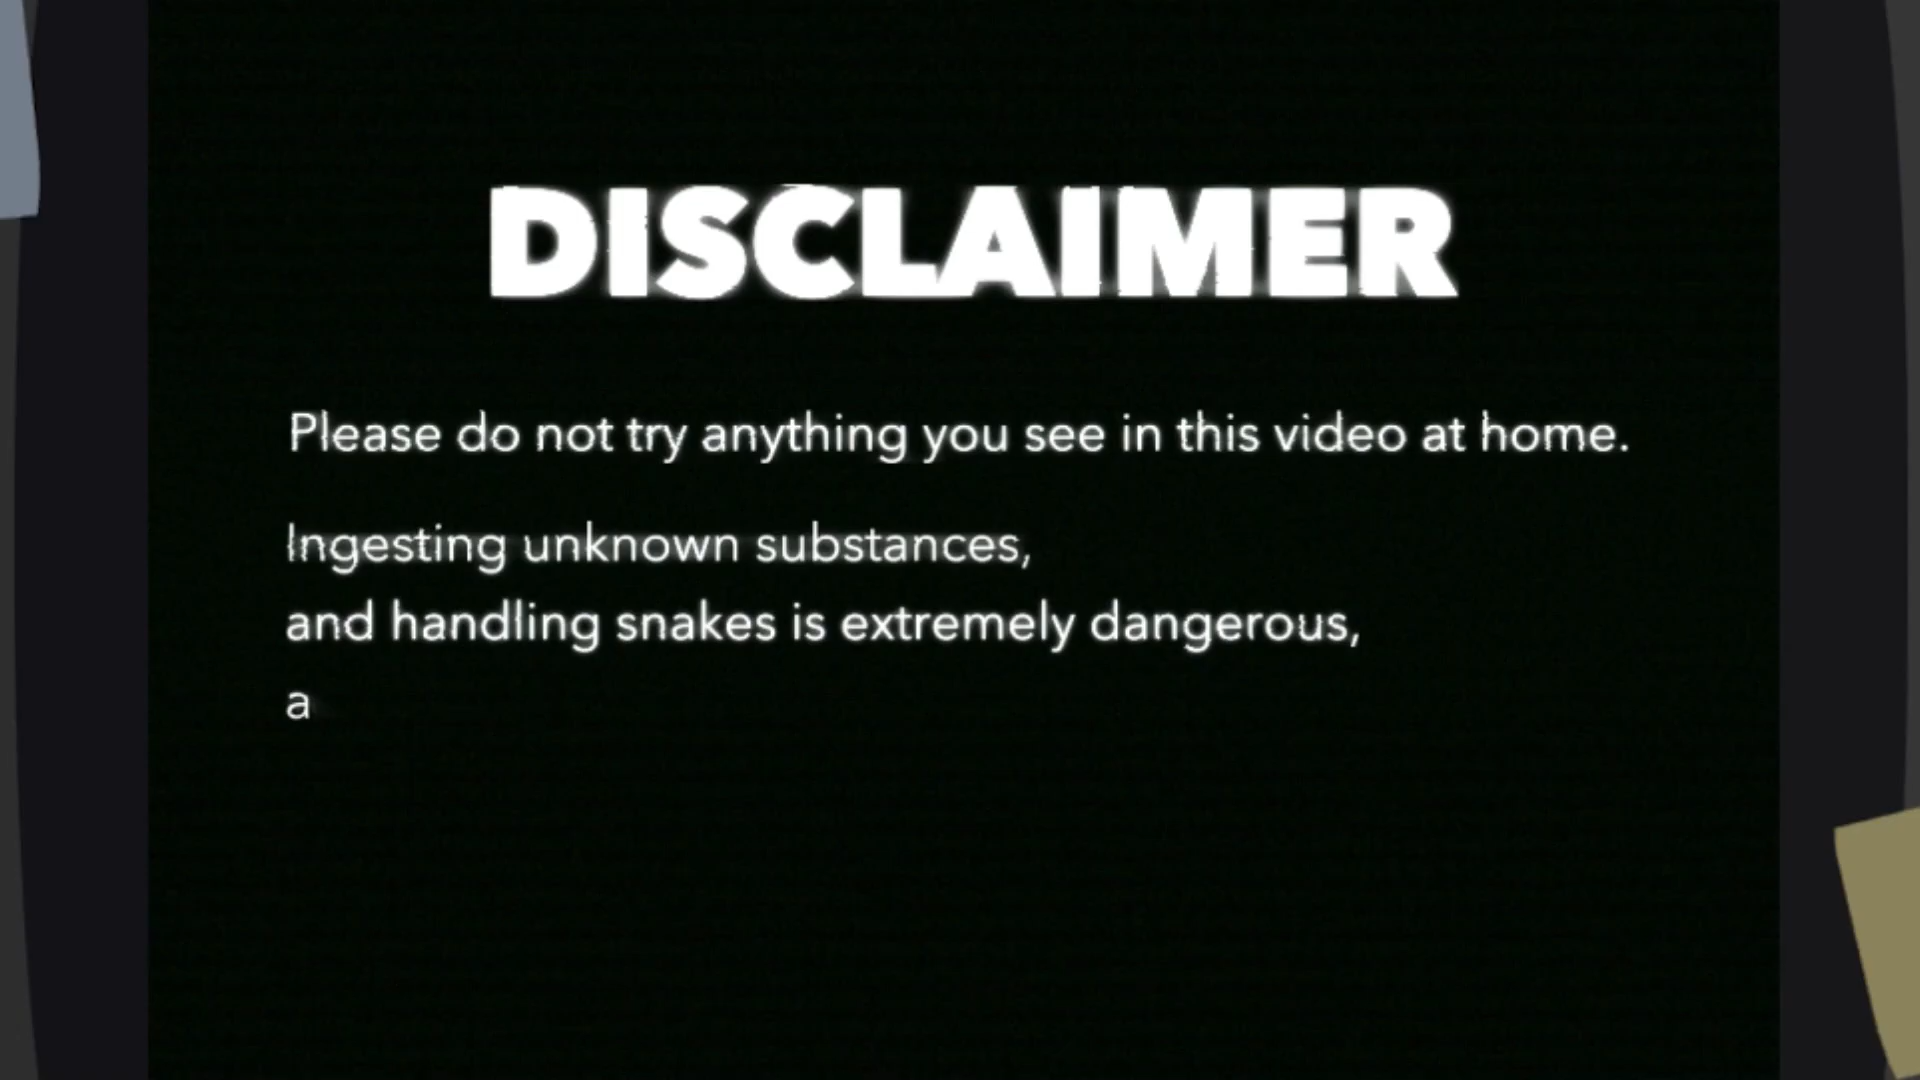 DISCLAIMER
Please do not try anything you see in this video at home.
Ingesting unknown substances,
and handling snakes is extremely dangerous,
a